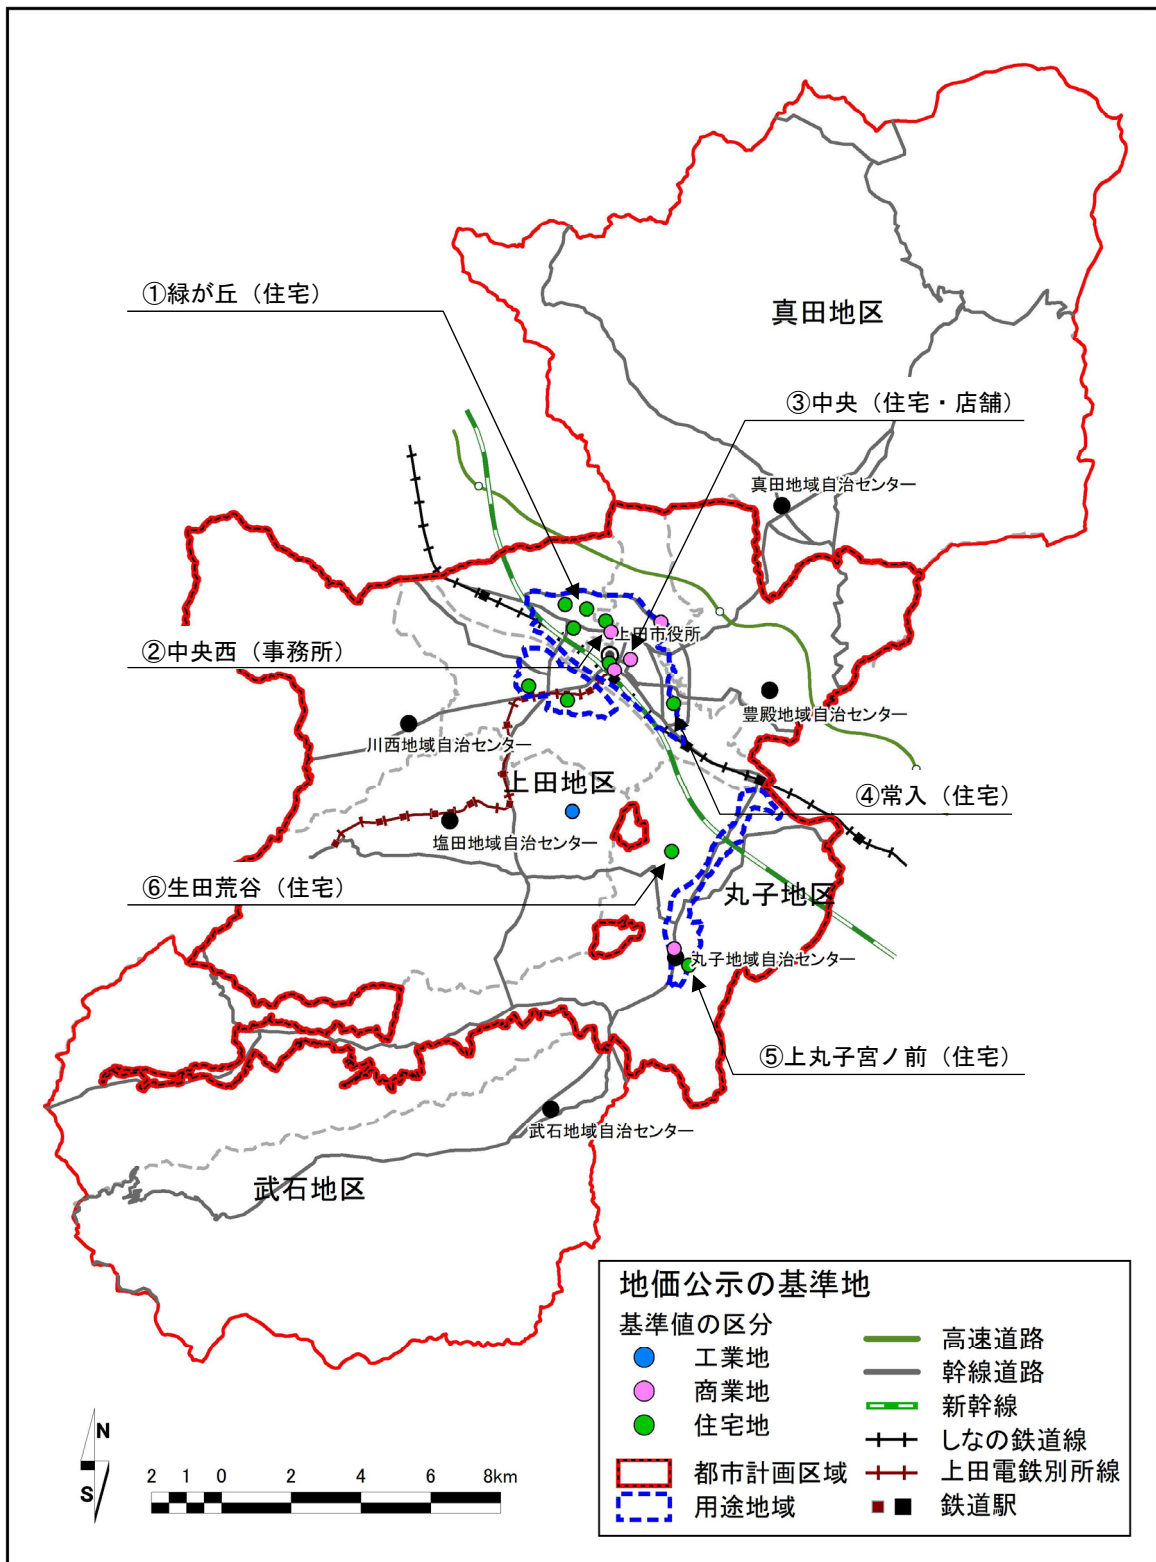 ①緑が丘（住宅）
真田地区
③中央（住宅・店舗）
真田地域自治センター
上田市役所
②中央西（事務所）
豊殿地域自治センター
川西地域自治センター
上田地区
④常入（住宅）
塩田地域自治センター
⑥生田荒谷（住宅）
丸子地区
丸子地域自治センター
⑤上丸子宮ノ前（住宅）
武石地域自治センター
武石地区
地価公示の基準地
基準値の区分
工業地
商業地
住宅地
都市計画区域
用途地域
高速道路
幹線道路
新幹線
しなの鉄道線
上田電鉄別所線
鉄道駅
N
S
2 1 0 2 4 6 8km